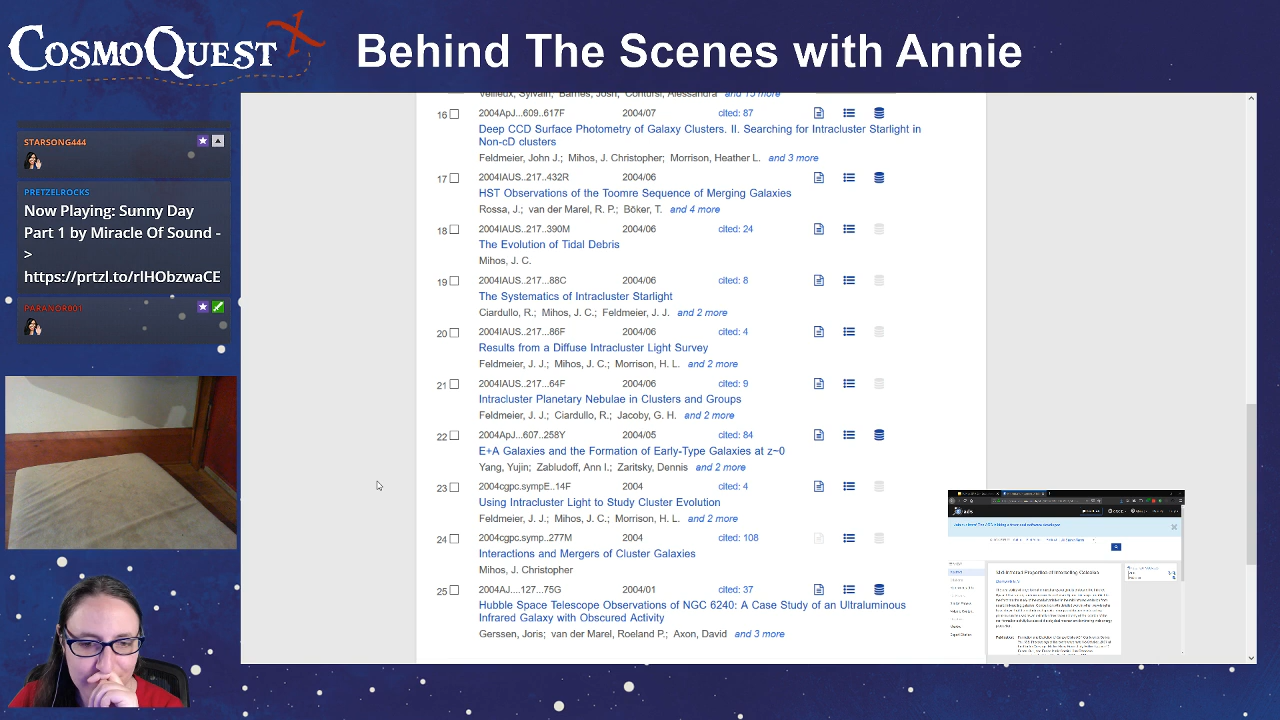 CosmoQuest X
Behind The Scenes with Annie
STARSONG444
PRETZELROCKS
Now Playing: Sunny Day
Part 1 by Miracle Of Sound -
>
https://prtzl.to/rlHObzwaCE
PARANOR001
Veilleux, Sylvain; Barnes, Josh; Contursi, Alessandra and 15 more
16 2004ApJ...609..617F 2004/07 cited: 87
Deep CCD Surface Photometry of Galaxy Clusters. II. Searching for Intracluster Starlight in
Non-cD clusters
Feldmeier, John J.; Mihos, J. Christopher; Morrison, Heather L. and 3 more
17 2004IAUS..217..432R 2004/06
HST Observations of the Toomre Sequence of Merging Galaxies
Rossa, J.; van der Marel, R. P.; Böker, T. and 4 more
18 2004IAUS..217..390M 2004/06 cited: 24
The Evolution of Tidal Debris
Mihos, J. C.
19 2004IAUS..217...88C 2004/06 cited: 8
The Systematics of Intracluster Starlight
Ciardullo, R.; Mihos, J. C.; Feldmeier, J. J. and 2 more
20 2004IAUS..217...86F 2004/06 cited: 4
Results from a Diffuse Intracluster Light Survey
Feldmeier, J. J.; Mihos, J. C.; Morrison, H. L. and 2 more
21 2004IAUS..217...64F 2004/06 cited: 9
Intracluster Planetary Nebulae in Clusters and Groups
Feldmeier, J. J.; Ciardullo, R.; Jacoby, G. H. and 2 more
22 2004ApJ...607..258Y 2004/05 cited: 84
E+A Galaxies and the Formation of Early-Type Galaxies at z~0
Yang, Yujin; Zabludoff, Ann I.; Zaritsky, Dennis and 2 more
23 2004cgpc.sympE..14F 2004 cited: 4
Using Intracluster Light to Study Cluster Evolution
Feldmeier, J. J.; Mihos, J. C.; Morrison, H. L. and 2 more
24 2004cgpc.symp..277M 2004 cited: 108
Interactions and Mergers of Cluster Galaxies
Mihos, J. Christopher
25 2004AJ....127...75G 2004/01 cited: 37
Hubble Space Telescope Observations of NGC 6240: A Case Study of an Ultraluminous
Infrared Galaxy with Obscured Activity
Gerssen, Joris; van der Marel, Roeland P.; Axon, David and 3 more
ads